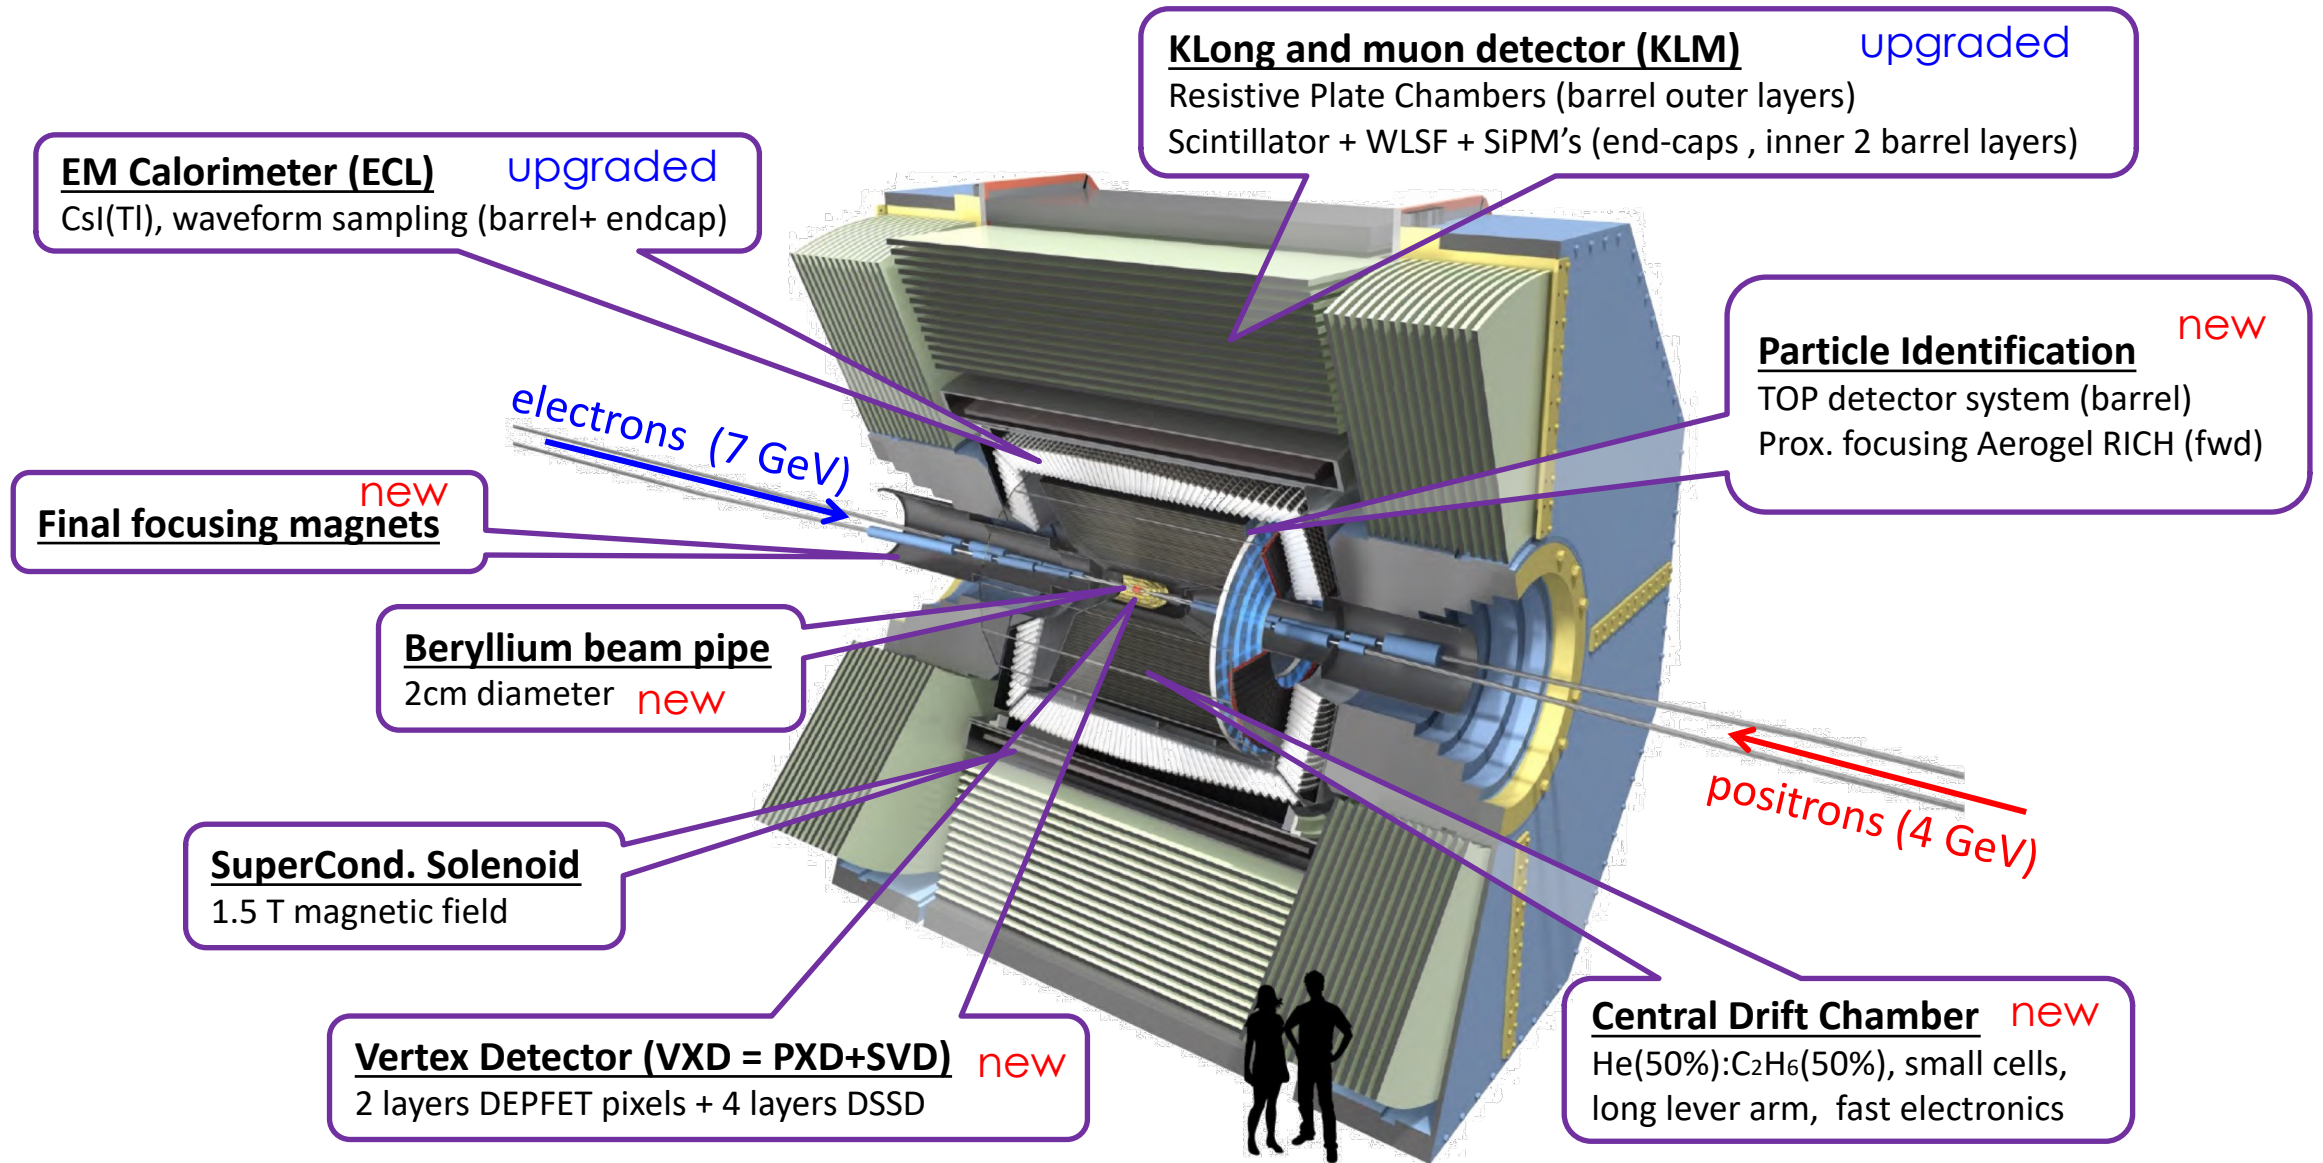 KLong and muon detector (KLM) upgraded
Resistive Plate Chambers (barrel outer layers)
Scintillator + WLSF + SiPM’s (end-caps , inner 2 barrel layers)
EM Calorimeter (ECL) upgraded
CsI(Tl), waveform sampling (barrel+ endcap)
new
Particle Identification
TOP detector system (barrel)
Prox. focusing Aerogel RICH (fwd)
electrons (7 GeV)
new
Final focusing magnets
Beryllium beam pipe
2cm diameter new
positrons (4 GeV)
SuperCond. Solenoid
1.5 T magnetic field
Vertex Detector (VXD = PXD+SVD) new
2 layers DEPFET pixels + 4 layers DSSD
Central Drift Chamber new
He(50%):C₂H₆(50%), small cells,
long lever arm, fast electronics